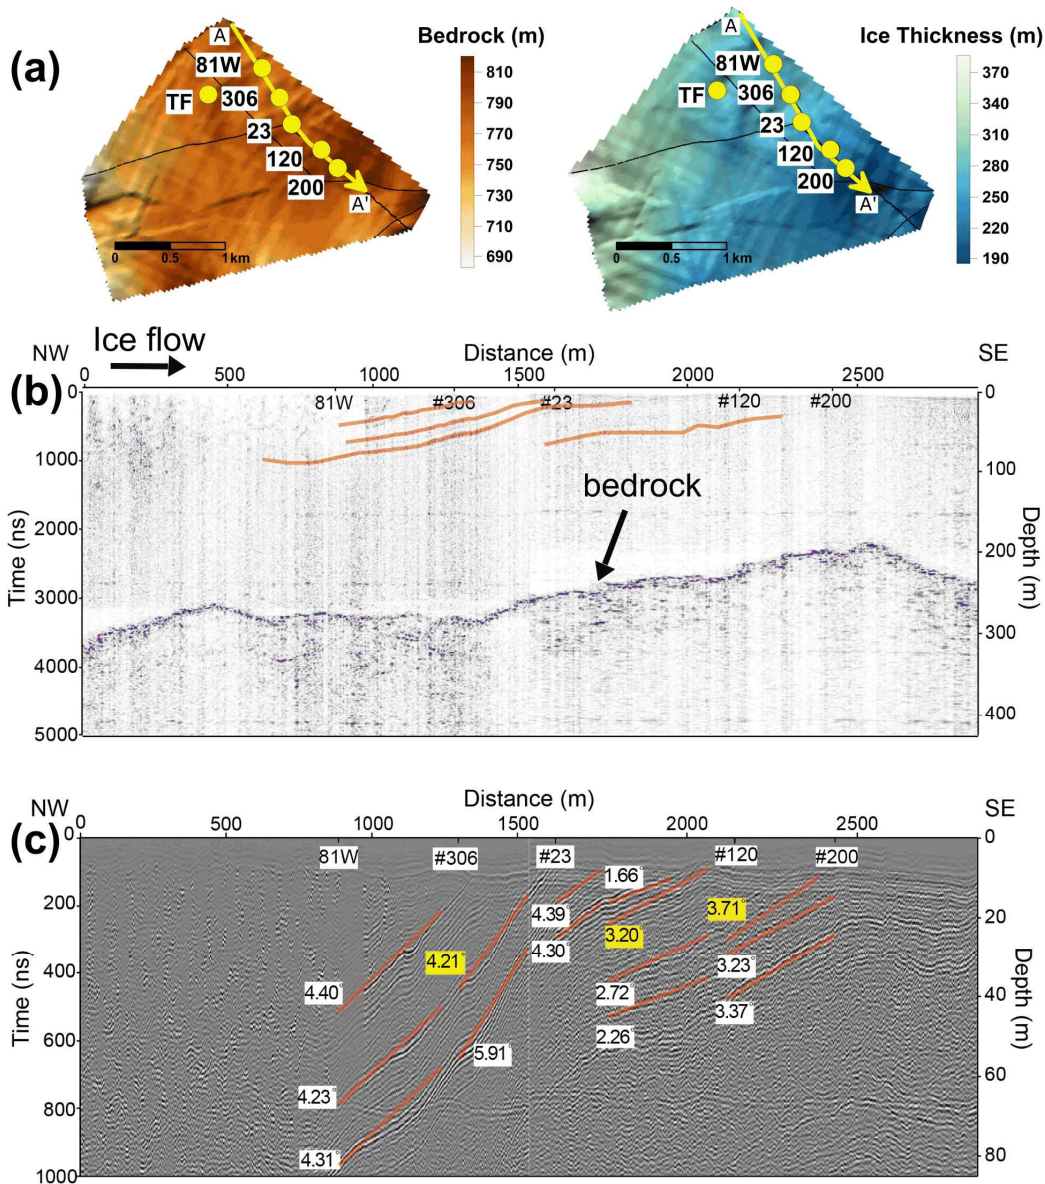 (a)
A
81W
TF
306
23
120
200
A'
0 0.5 1km
Bedrock (m)
810
790
770
750
730
710
690
A
81W
TF
306
23
120
200
A'
0 0.5 1km
Ice Thickness (m)
370
340
310
280
250
220
190
(b)
NW
Ice flow
Distance (m)
SE
0 500 1000 1500 2000 2500
81W #306 #23 #120 #200
bedrock
Time (ns)
0
1000
2000
3000
4000
5000
Depth (m)
0
100
200
300
400
(c)
NW
Distance (m)
SE
0 500 1000 1500 2000 2500
81W #306 #23 #120 #200
Time (ns)
0
200
400
600
800
1000
Depth (m)
0
20
40
60
80
1.66°
4.39°
3.71°
3.20°
4.30°
4.21°
3.23°
4.40°
2.72°
3.37°
2.26°
5.91°
4.23°
4.31°